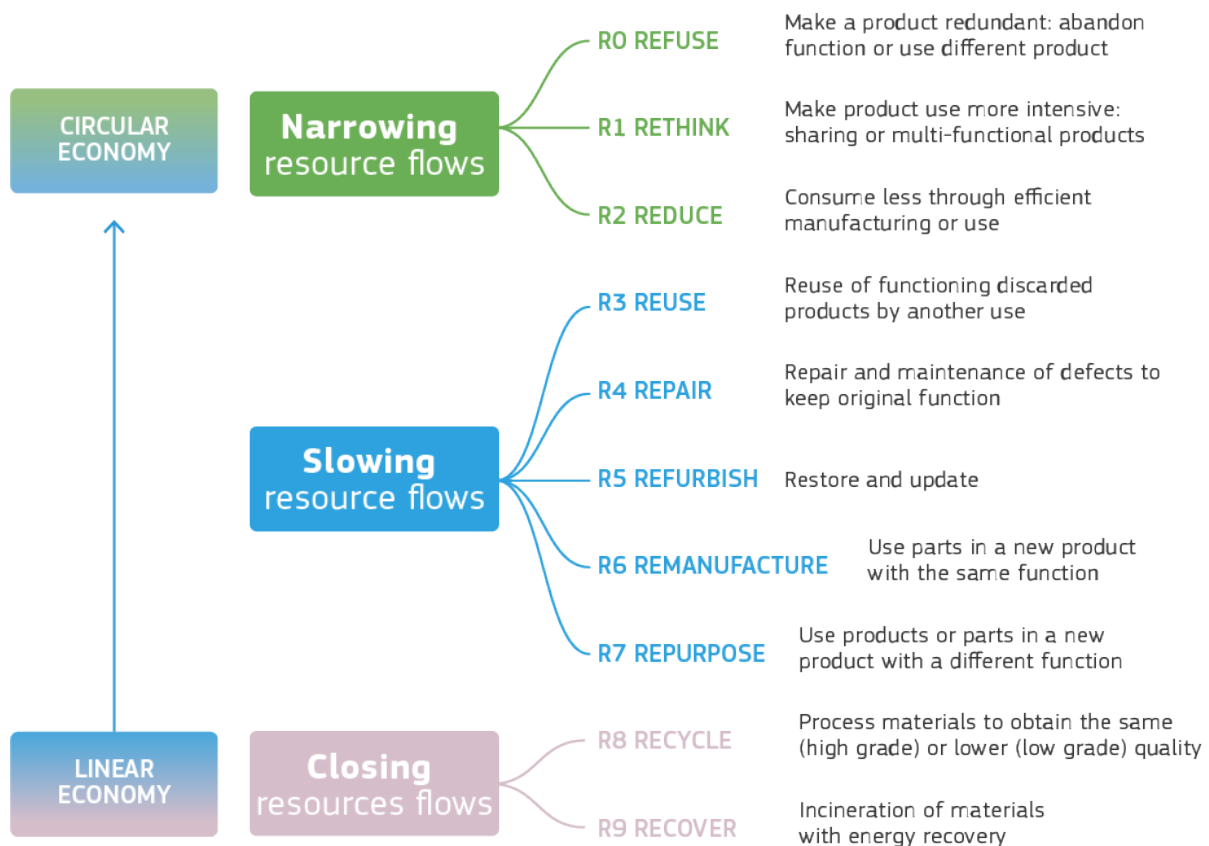 CIRCULAR
ECONOMY
Narrowing
resource flows
R0 REFUSE
Make a product redundant: abandon
function or use different product
R1 RETHINK
Make product use more intensive:
sharing or multi-functional products
R2 REDUCE
Consume less through efficient
manufacturing or use
Slowing
resource flows
R3 REUSE
Reuse of functioning discarded
products by another use
R4 REPAIR
Repair and maintenance of defects to
keep original function
R5 REFURBISH
Restore and update
R6 REMANUFACTURE
Use parts in a new product
with the same function
R7 REPURPOSE
Use products or parts in a new
product with a different function
LINEAR
ECONOMY
Closing
resources flows
R8 RECYCLE
Process materials to obtain the same
(high grade) or lower (low grade) quality
R9 RECOVER
Incineration of materials
with energy recovery